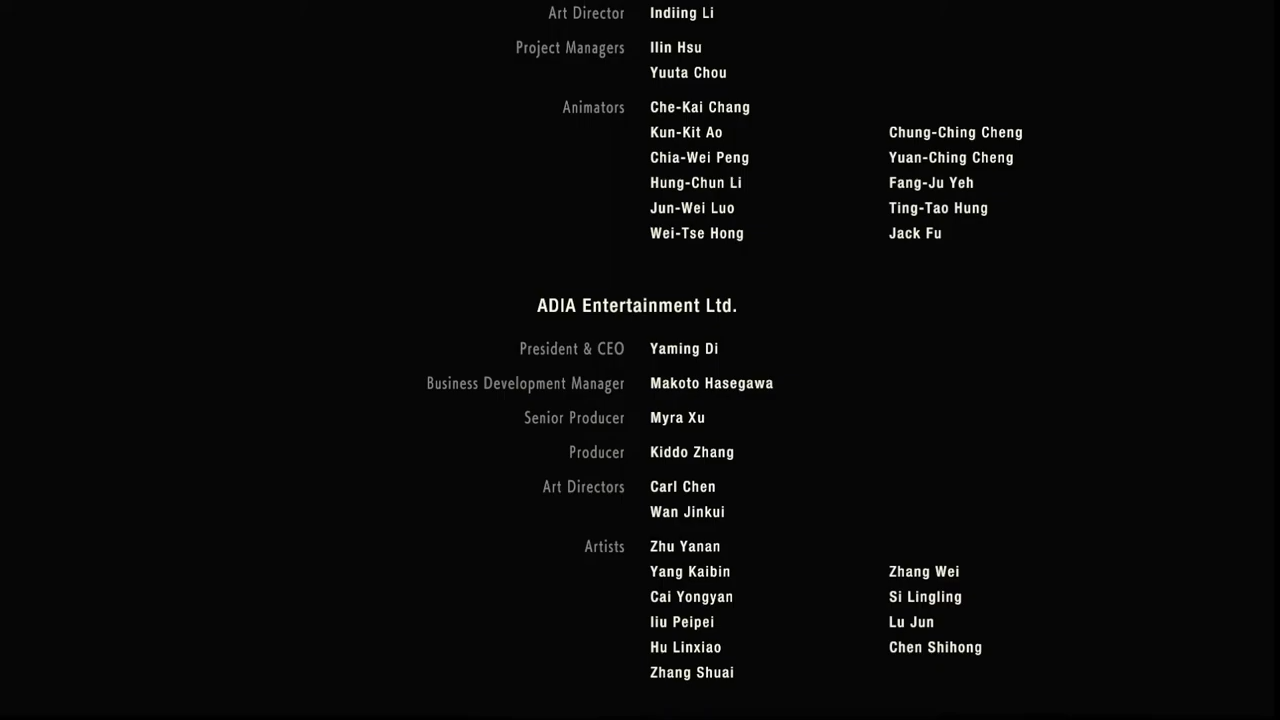 Art Director Indiing Li
Project Managers Ilin Hsu
Yuuta Chou
Animators Che-Kai Chang
Kun-Kit Ao Chung-Ching Cheng
Chia-Wei Peng Yuan-Ching Cheng
Hung-Chun Li Fang-Ju Yeh
Jun-Wei Luo Ting-Tao Hung
Wei-Tse Hong Jack Fu
ADIA Entertainment Ltd.
President & CEO Yaming Di
Business Development Manager Makoto Hasegawa
Senior Producer Myra Xu
Producer Kiddo Zhang
Art Directors Carl Chen
Wan Jinkui
Artists Zhu Yanan
Yang Kaibin Zhang Wei
Cai Yongyan Si Lingling
liu Peipei Lu Jun
Hu Linxiao Chen Shihong
Zhang Shuai